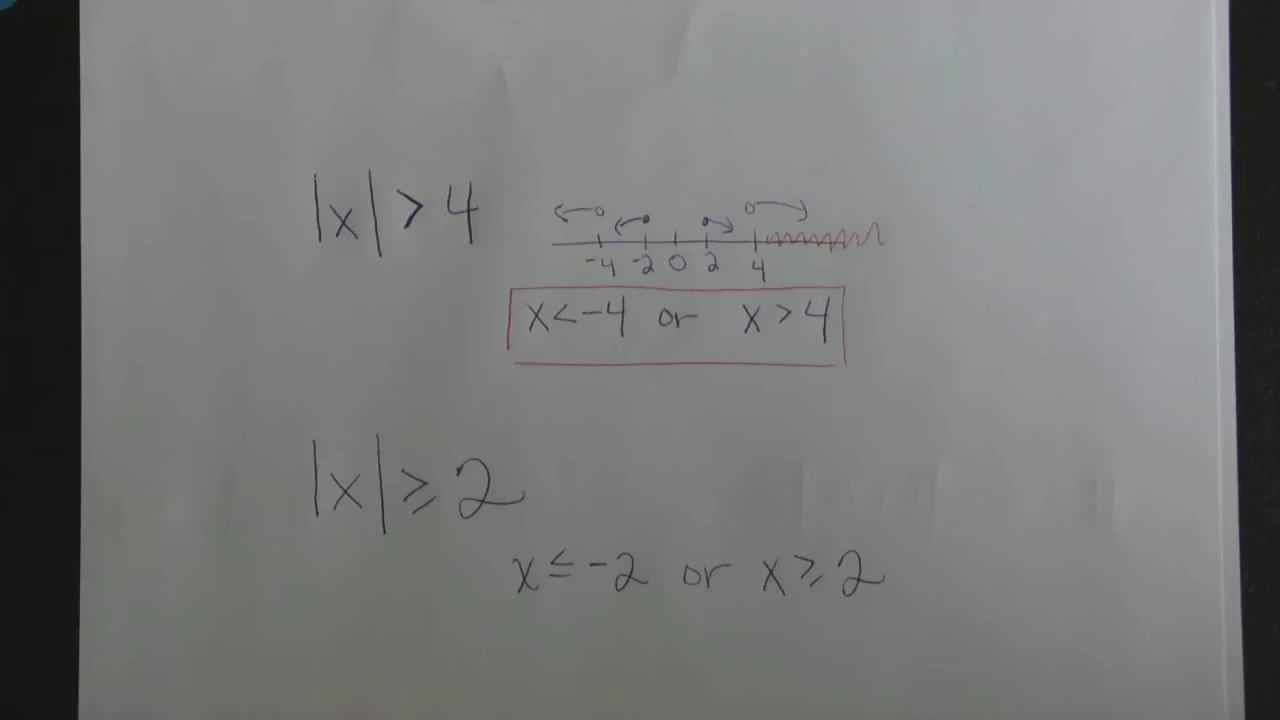 |x| > 4
-4 -2 0 2 4
x < -4 or x > 4
|x| ≥ 2
x ≤ -2 or x ≥ 2